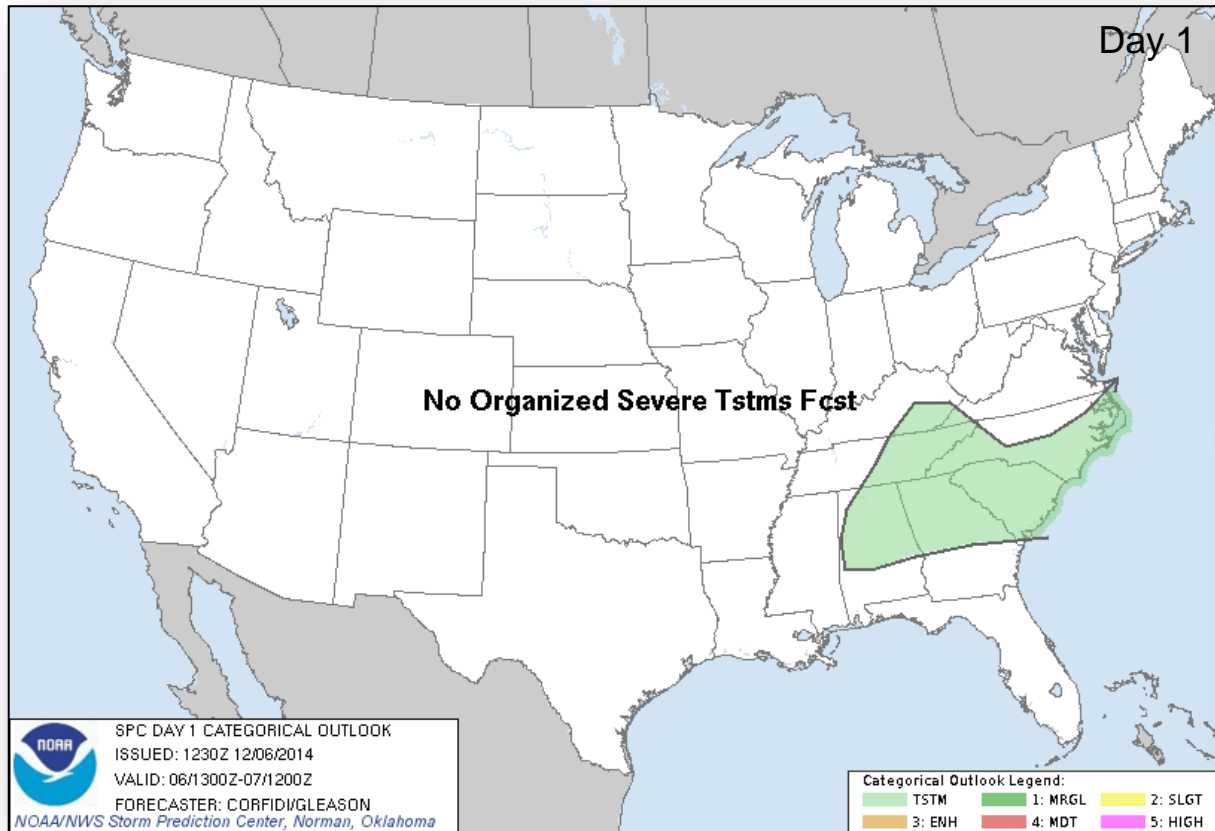 Day 1
No Organized Severe Tstms Fcst
NOAA
SPC DAY 1 CATEGORICAL OUTLOOK
ISSUED: 1230Z 12/06/2014
VALID: 06/1300Z-07/1200Z
FORECASTER: CORFIDI/GLEASON
NOAA/NWS Storm Prediction Center, Norman, Oklahoma
Categorical Outlook Legend:
TSTM 1: MRGL 2: SLGT
3: ENH 4: MDT 5: HIGH